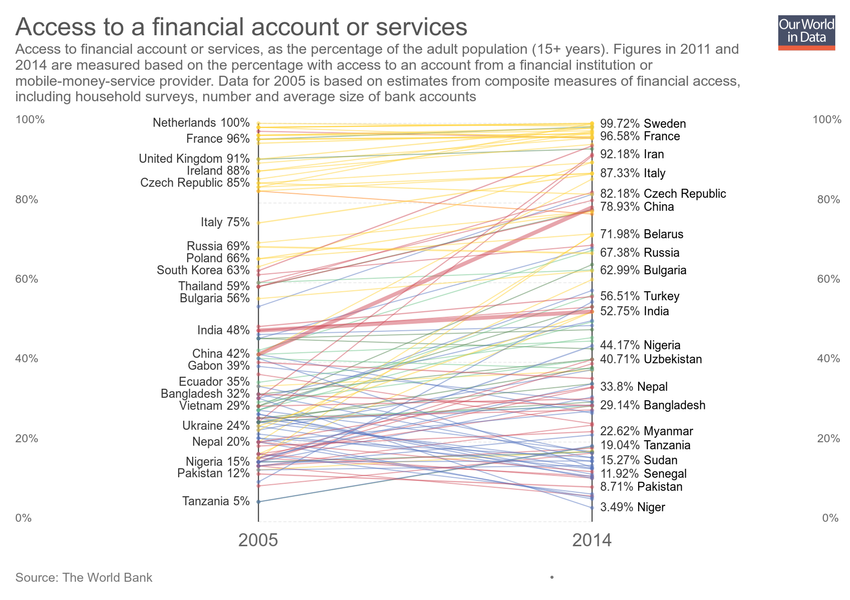 Access to a financial account or services
Our World
in Data
Access to financial account or services, as the percentage of the adult population (15+ years). Figures in 2011 and
2014 are measured based on the percentage with access to an account from a financial institution or
mobile-money-service provider. Data for 2005 is based on estimates from composite measures of financial access,
including household surveys, number and average size of bank accounts
100%
80%
60%
40%
20%
0%
Netherlands 100%
France 96%
United Kingdom 91%
Ireland 88%
Czech Republic 85%
Italy 75%
Russia 69%
Poland 66%
South Korea 63%
Thailand 59%
Bulgaria 56%
India 48%
China 42%
Gabon 39%
Ecuador 35%
Bangladesh 32%
Vietnam 29%
Ukraine 24%
Nepal 20%
Nigeria 15%
Pakistan 12%
Tanzania 5%
99.72% Sweden
96.58% France
92.18% Iran
87.33% Italy
82.18% Czech Republic
78.93% China
71.98% Belarus
67.38% Russia
62.99% Bulgaria
56.51% Turkey
52.75% India
44.17% Nigeria
40.71% Uzbekistan
33.8% Nepal
29.14% Bangladesh
22.62% Myanmar
19.04% Tanzania
15.27% Sudan
11.92% Senegal
8.71% Pakistan
3.49% Niger
100%
80%
60%
40%
20%
0%
2005
2014
Source: The World Bank